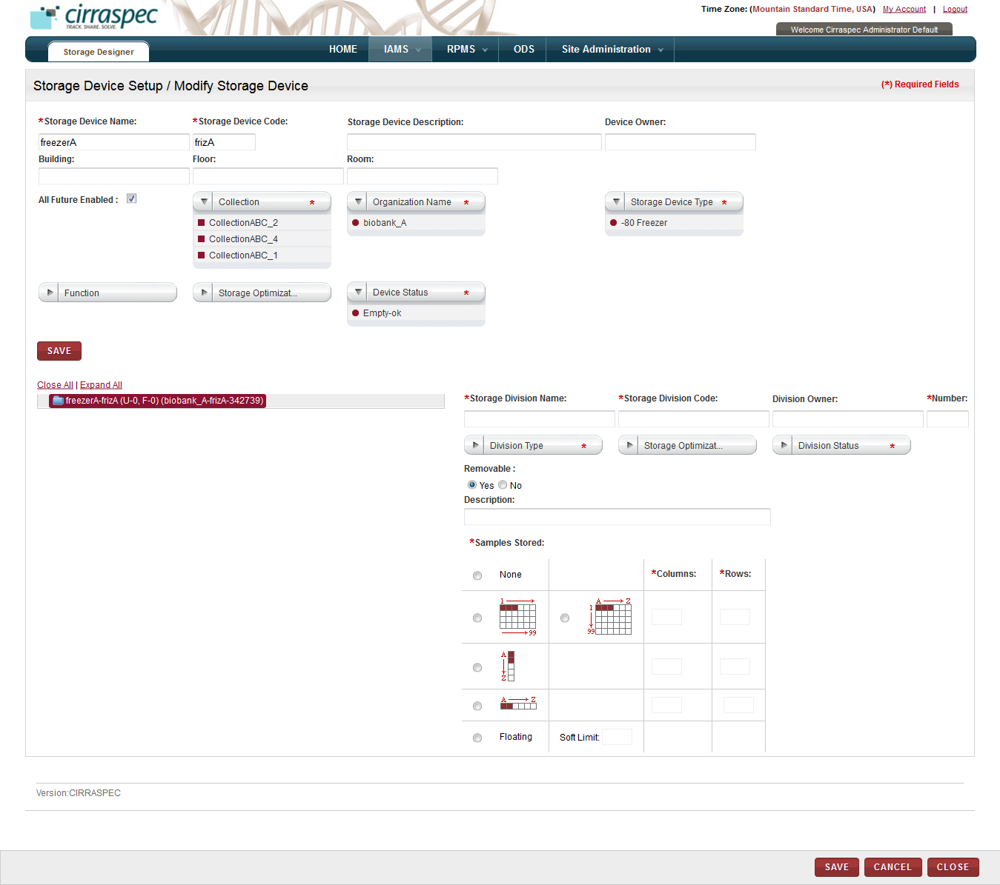 cirraspec
TRACK. SHARE. SOLVE.
Time Zone: (Mountain Standard Time, USA) My Account | Logout
Welcome Cirraspec Administrator Default
Storage Designer
HOME IAMS RPMS ODS Site Administration
Storage Device Setup / Modify Storage Device
(*) Required Fields
*Storage Device Name: *Storage Device Code: Storage Device Description: Device Owner:
freezerA frizA
Building: Floor: Room:
All Future Enabled :
Collection * Organization Name * Storage Device Type *
CollectionABC_2 biobank_A -80 Freezer
CollectionABC_4
CollectionABC_1
Function Storage Optimizat... Device Status *
Empty-ok
SAVE
Close All | Expand All
freezerA-frizA (U-0, F-0) (biobank_A-frizA-342739)
*Storage Division Name: *Storage Division Code: Division Owner: *Number:
Division Type * Storage Optimizat... Division Status *
Removable :
Yes No
Description:
*Samples Stored:
None *Columns: *Rows:
1 A Z
1
99 99
A
Z
A Z
Floating Soft Limit:
Version:CIRRASPEC
SAVE CANCEL CLOSE